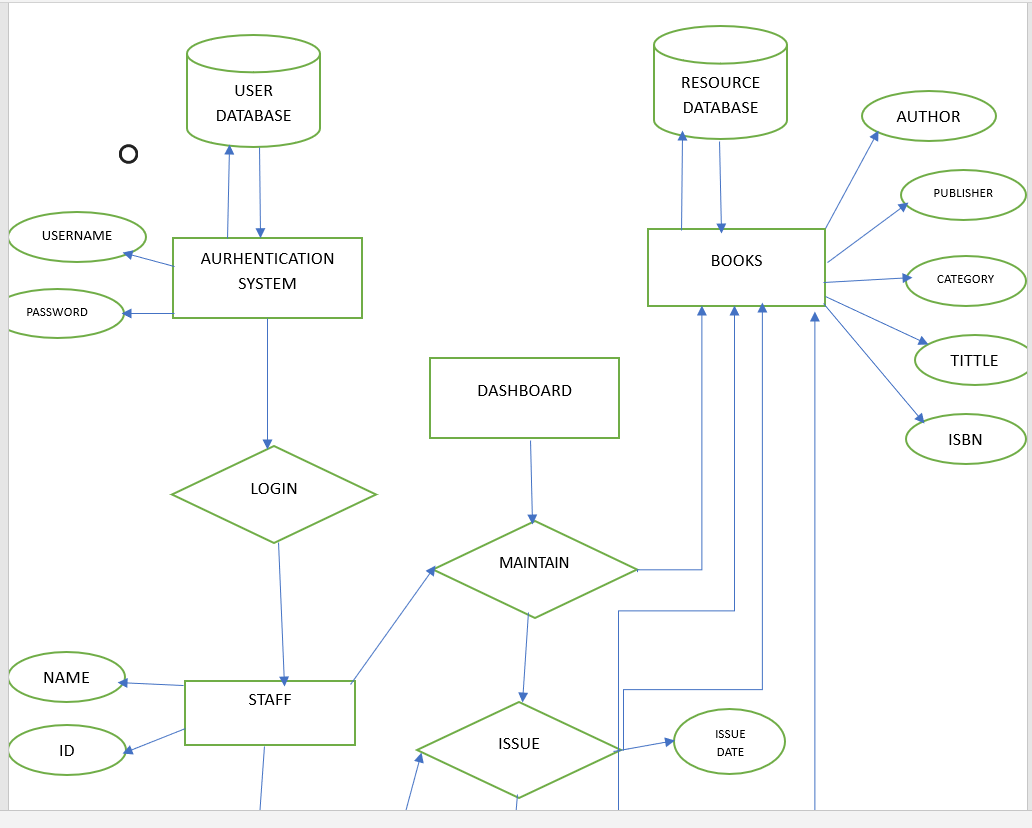 USER
DATABASE
RESOURCE
DATABASE
AUTHOR
PUBLISHER
USERNAME
AURHENTICATION
SYSTEM
BOOKS
CATEGORY
PASSWORD
TITTLE
DASHBOARD
ISBN
LOGIN
MAINTAIN
NAME
STAFF
ID
ISSUE
ISSUE
DATE